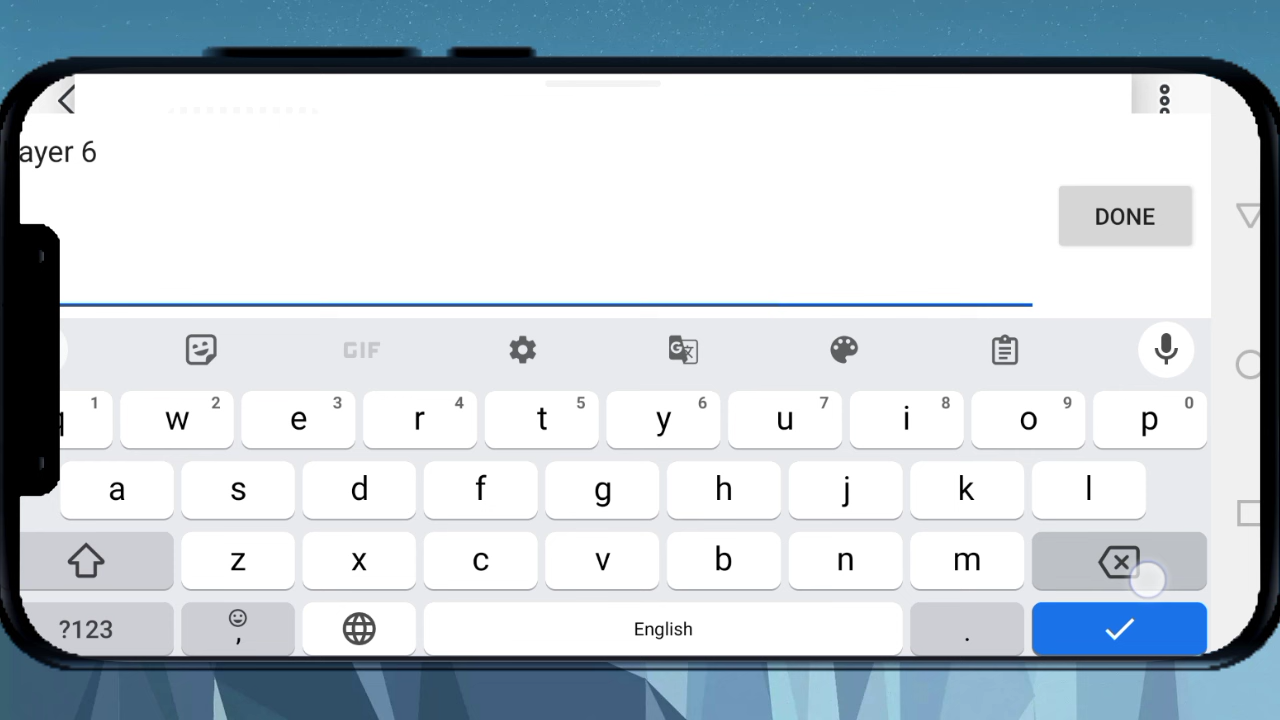 ayer 6
DONE
GIF
1 w 2 e 3 r 4 t 5 y 6 u 7 i 8 o 9 p 0
a s d f g h j k l
z x c v b n m
?123 , English .